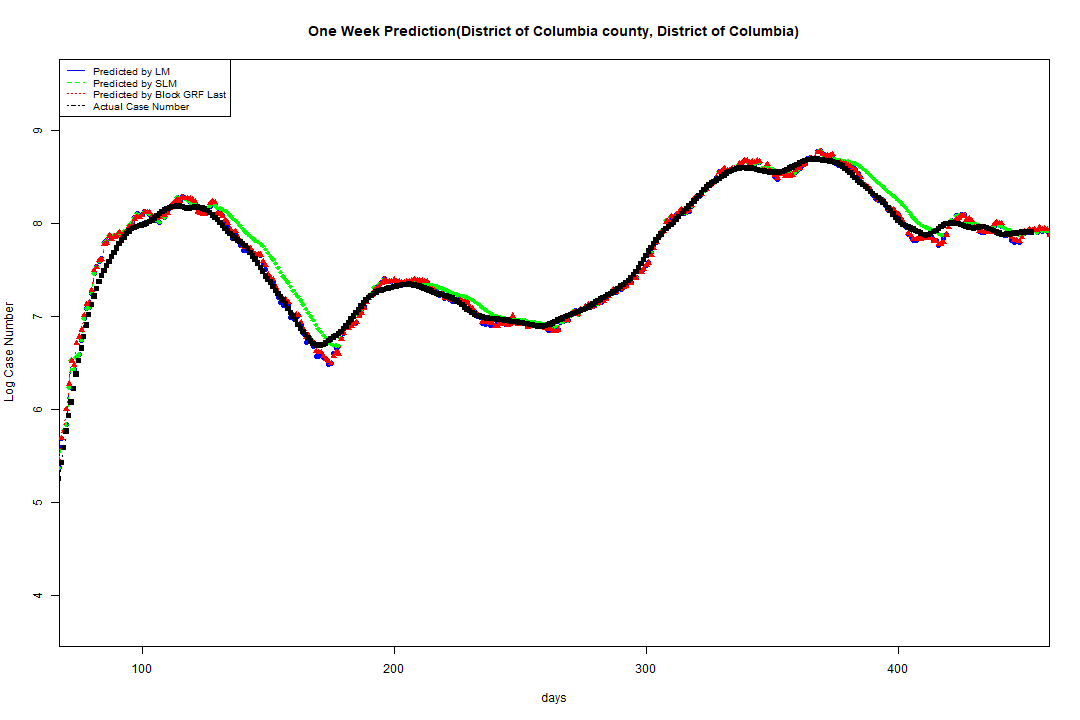 One Week Prediction(District of Columbia county, District of Columbia)
Predicted by LM
Predicted by SLM
Predicted by Block GRF Last
Actual Case Number
9
8
7
6
5
4
Log Case Number
100 200 300 400
days